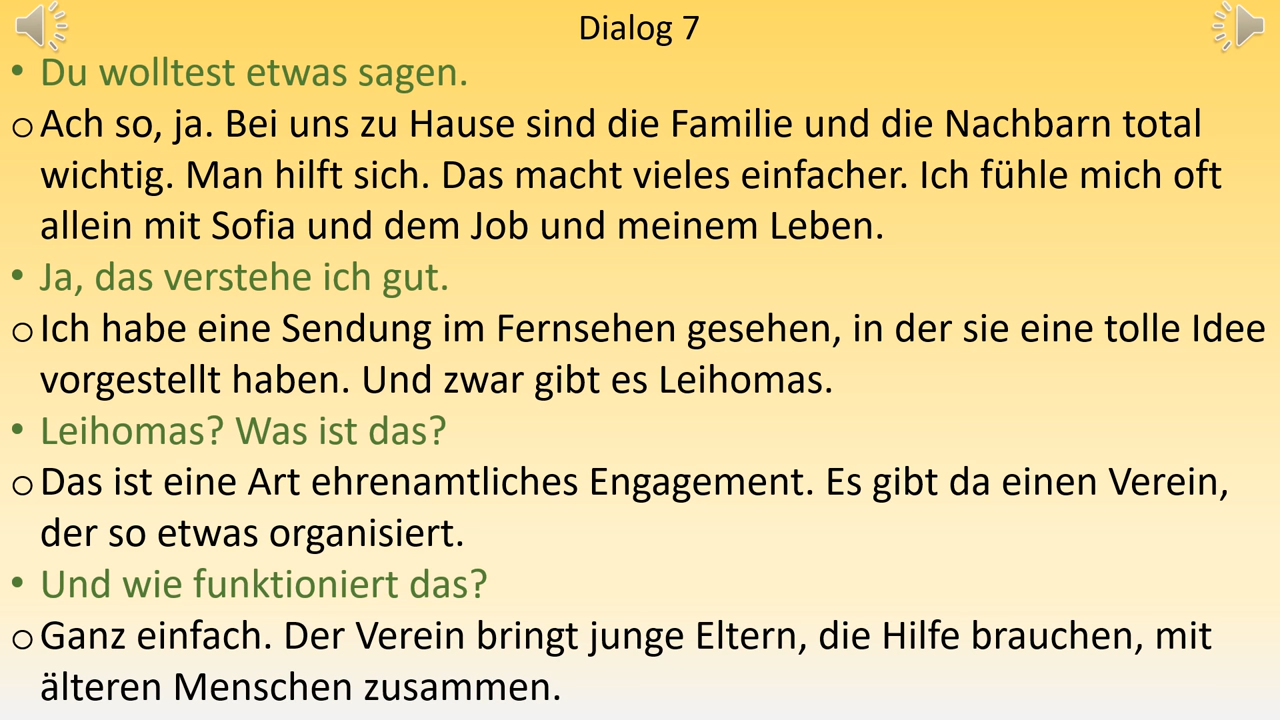 Dialog 7
• Du wolltest etwas sagen.
o Ach so, ja. Bei uns zu Hause sind die Familie und die Nachbarn total
wichtig. Man hilft sich. Das macht vieles einfacher. Ich fühle mich oft
allein mit Sofia und dem Job und meinem Leben.
• Ja, das verstehe ich gut.
o Ich habe eine Sendung im Fernsehen gesehen, in der sie eine tolle Idee
vorgestellt haben. Und zwar gibt es Leihomas.
• Leihomas? Was ist das?
o Das ist eine Art ehrenamtliches Engagement. Es gibt da einen Verein,
der so etwas organisiert.
• Und wie funktioniert das?
o Ganz einfach. Der Verein bringt junge Eltern, die Hilfe brauchen, mit
älteren Menschen zusammen.